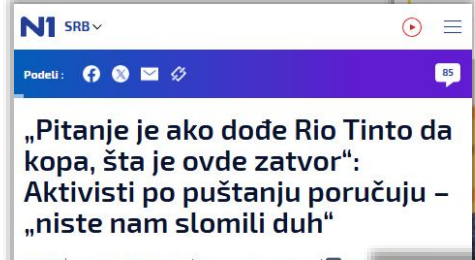 N1 SRB
Podeli :
85
„Pitanje je ako dođe Rio Tinto da
kopa, šta je ovde zatvor“:
Aktivisti po puštanju poručuju –
„niste nam slomili duh“